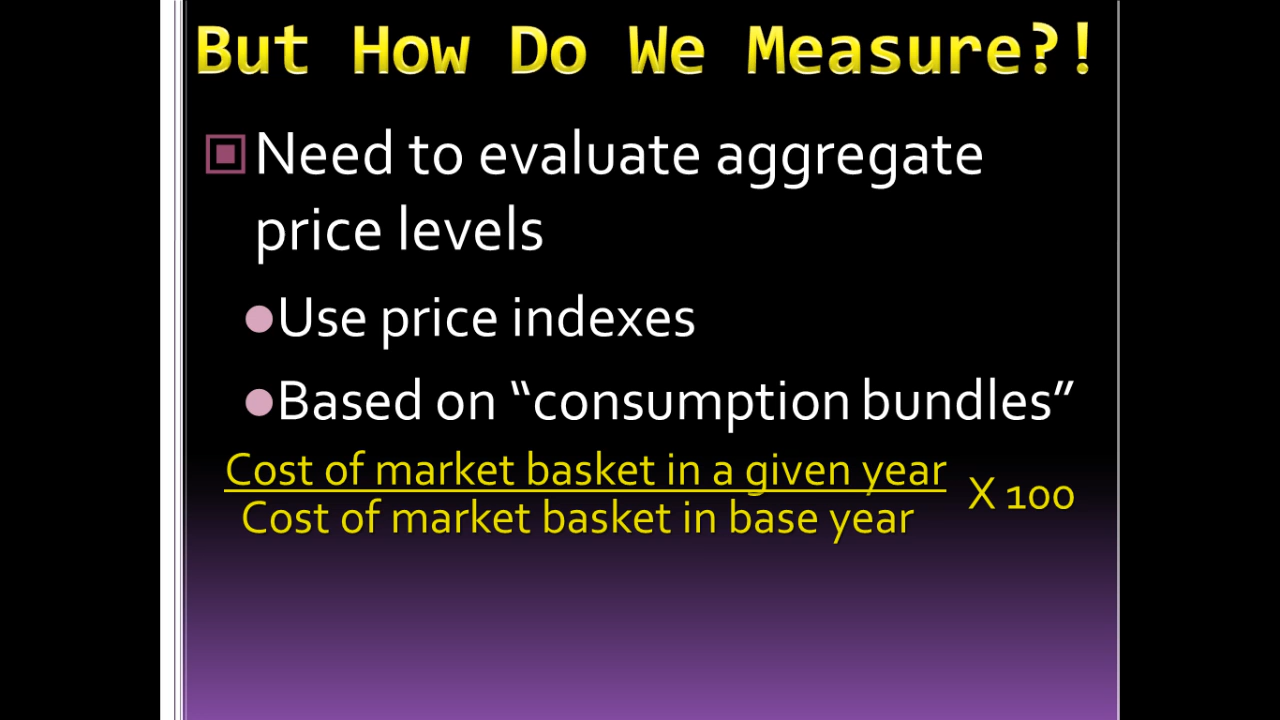 But How Do We Measure?!
Need to evaluate aggregate
price levels
Use price indexes
Based on “consumption bundles”
Cost of market basket in a given year
X 100
Cost of market basket in base year